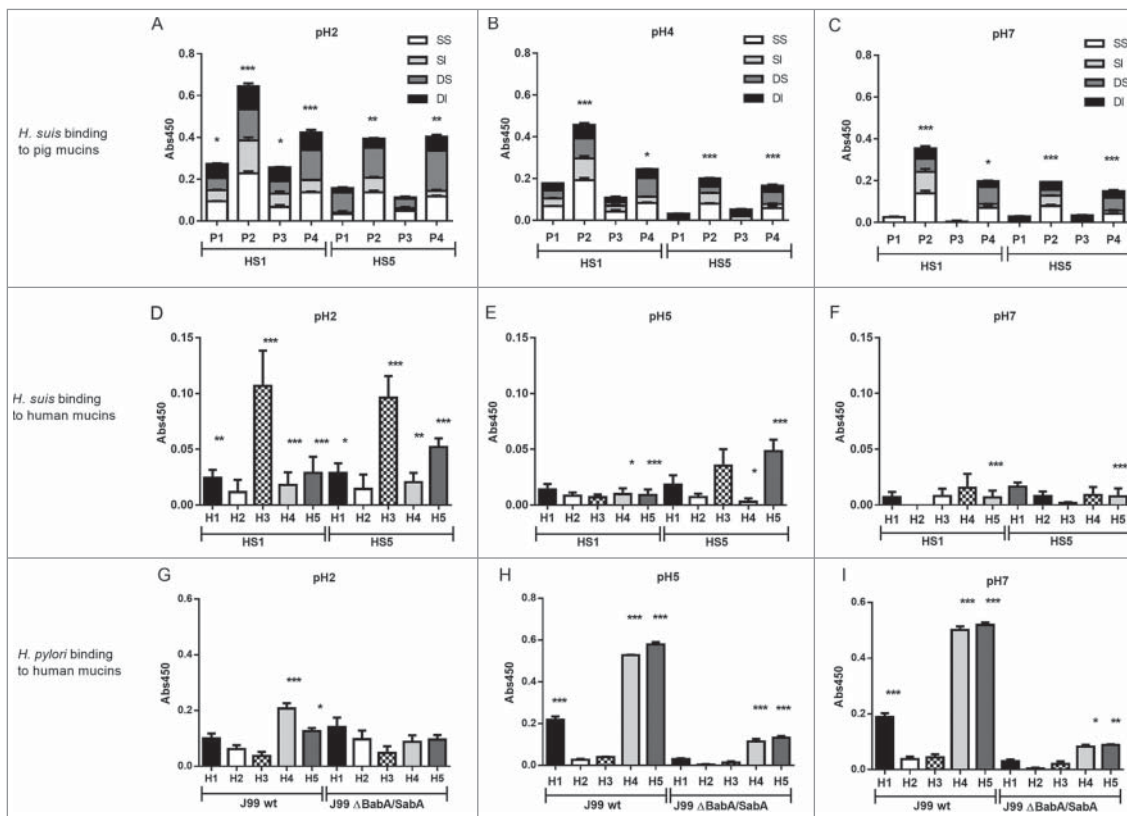 A
pH2
SS
SI
DS
DI
***
*
*
***
**
**
0.8
0.6
0.4
0.2
0.0
Abs450
P1 P2 P3 P4 P1 P2 P3 P4
HS1 HS5
B
pH4
SS
SI
DS
DI
***
*
***
***
0.8
0.6
0.4
0.2
0.0
Abs450
P1 P2 P3 P4 P1 P2 P3 P4
HS1 HS5
C
pH7
SS
SI
DS
DI
***
*
***
***
0.8
0.6
0.4
0.2
0.0
Abs450
P1 P2 P3 P4 P1 P2 P3 P4
HS1 HS5
H. suis binding
to pig mucins
D
pH2
**
***
***
***
*
***
**
***
0.15
0.10
0.05
0.00
Abs450
H1 H2 H3 H4 H5 H1 H2 H3 H4 H5
HS1 HS5
E
pH5
*
***
*
***
0.15
0.10
0.05
0.00
Abs450
H1 H2 H3 H4 H5 H1 H2 H3 H4 H5
HS1 HS5
F
pH7
***
***
0.15
0.10
0.05
0.00
Abs450
H1 H2 H3 H4 H5 H1 H2 H3 H4 H5
HS1 HS5
H. suis binding
to human mucins
G
pH2
***
*
0.6
0.4
0.2
0.0
Abs450
H1 H2 H3 H4 H5 H1 H2 H3 H4 H5
J99 wt J99 ΔBabA/SabA
H
pH5
***
***
***
***
***
0.8
0.6
0.4
0.2
0.0
Abs450
H1 H2 H3 H4 H5 H1 H2 H3 H4 H5
J99 wt J99 ΔBabA/SabA
I
pH7
***
***
***
*
**
0.6
0.4
0.2
0.0
Abs450
H1 H2 H3 H4 H5 H1 H2 H3 H4 H5
J99 wt J99 ΔBabA/SabA
H. pylori binding
to human mucins